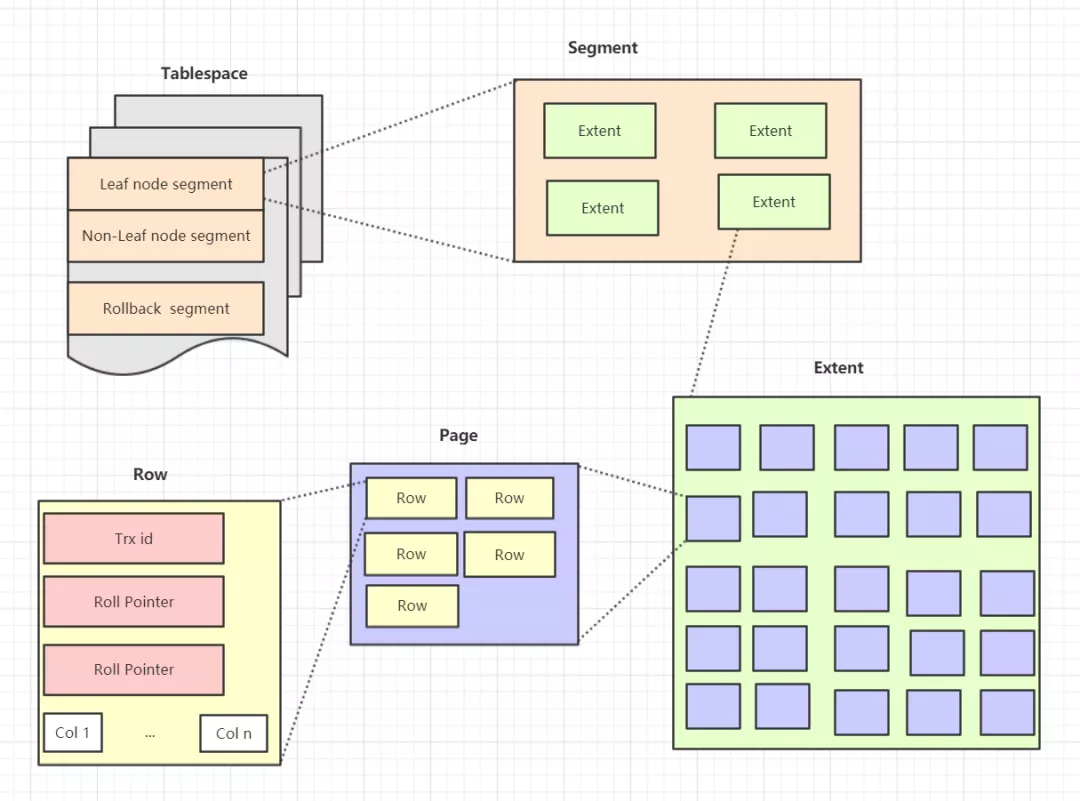 Segment
Tablespace
Extent
Extent
Extent
Extent
Leaf node segment
Non-Leaf node segment
Rollback segment
Extent
Page
Row
Row
Row
Row
Row
Row
Trx id
Roll Pointer
Roll Pointer
Col 1
...
Col n